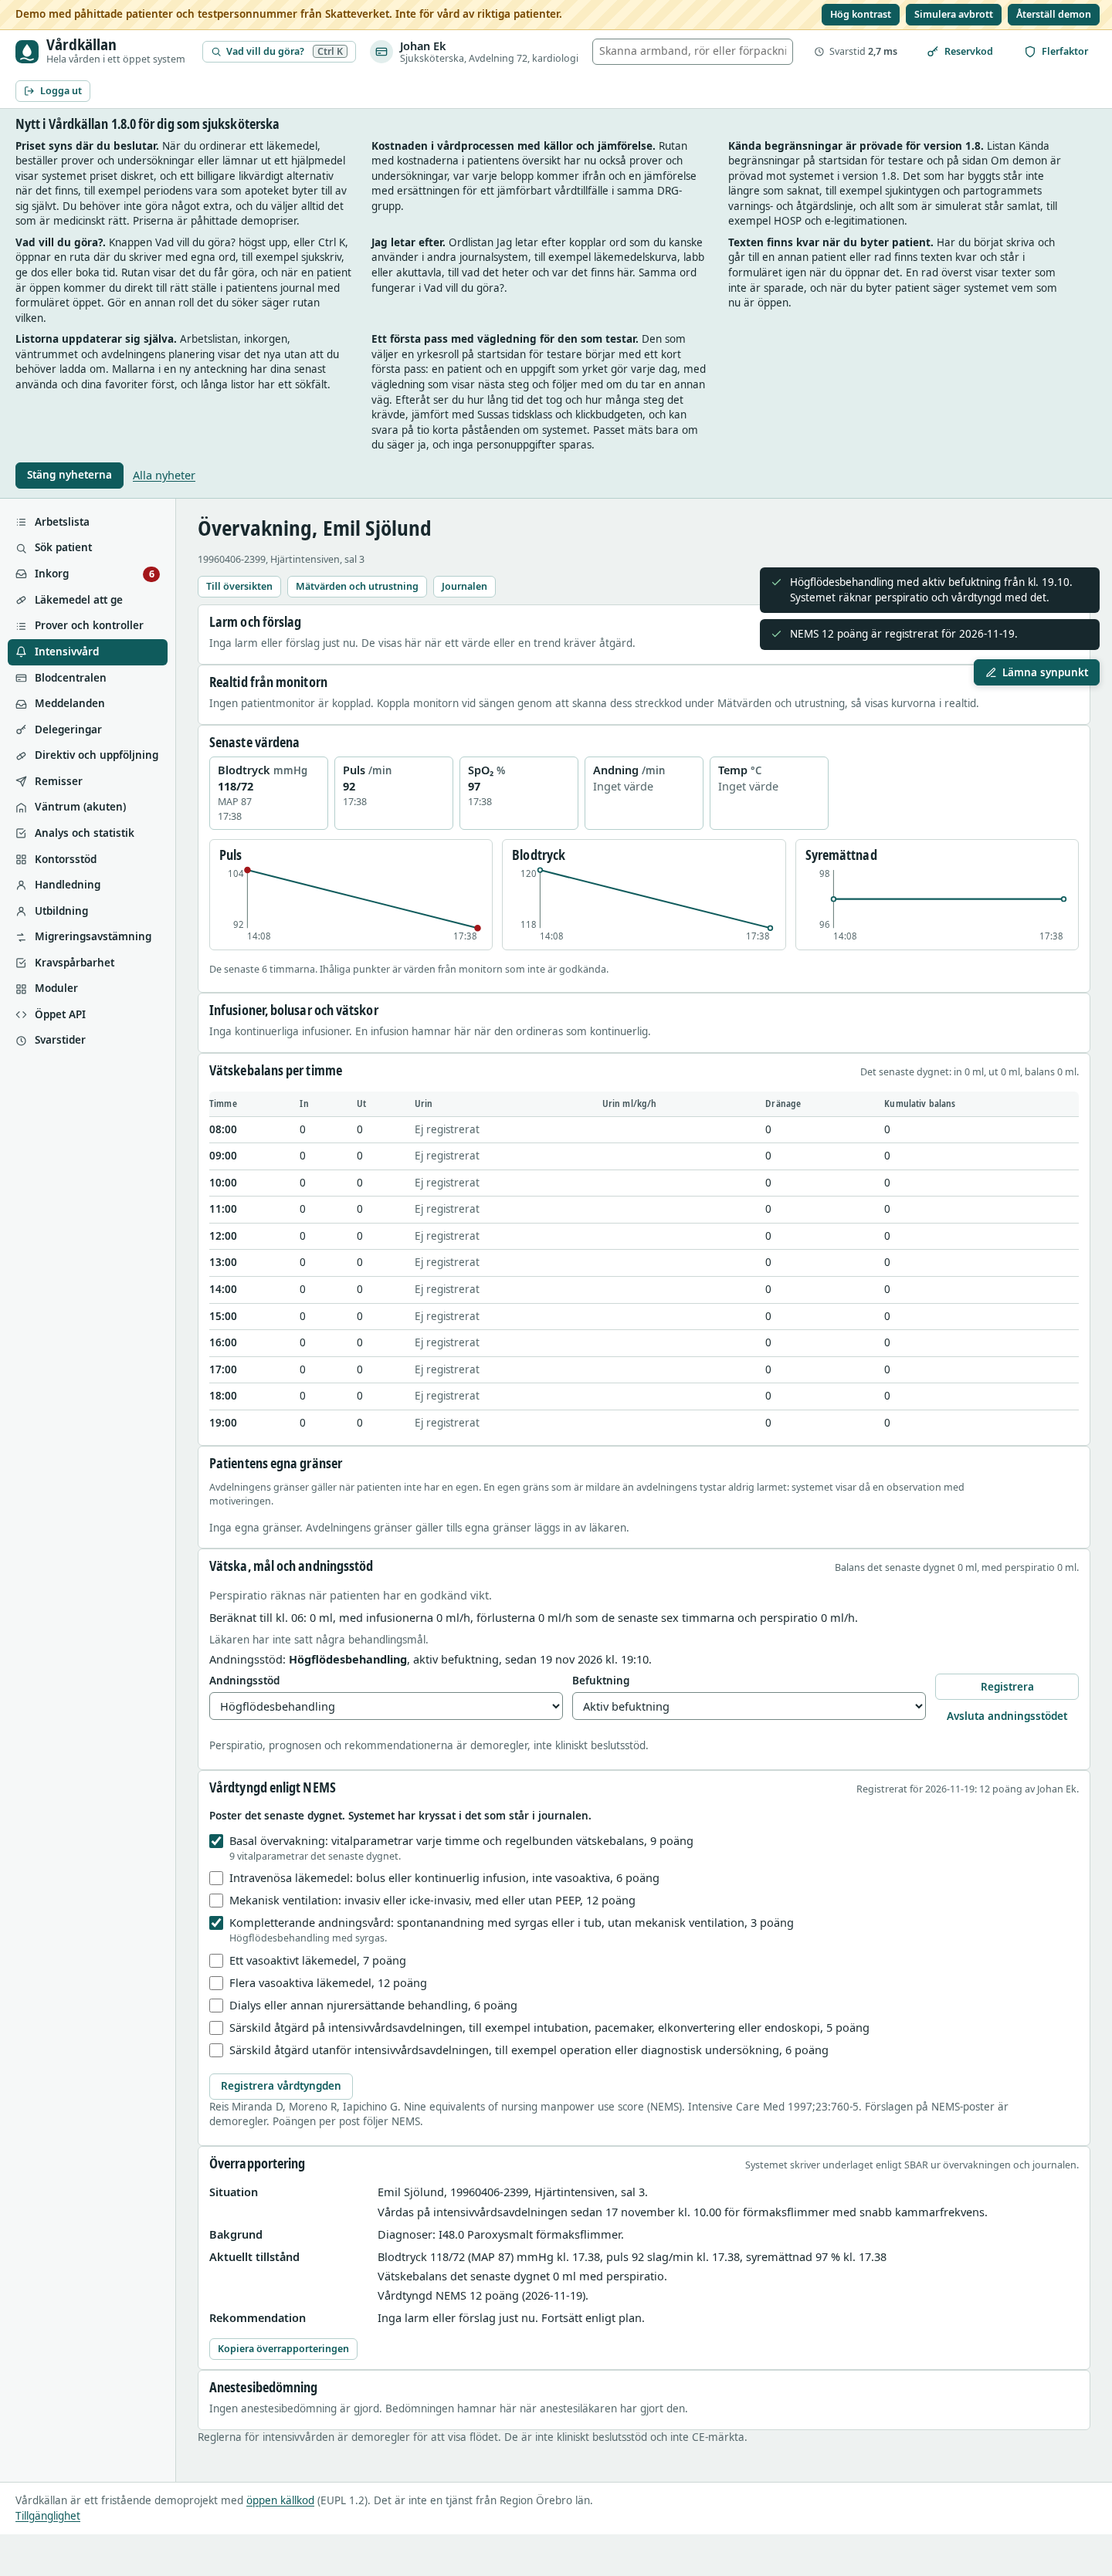 Demo med påhittade patienter och testpersonnummer från Skatteverket. Inte för vård av riktiga patienter.
Hög kontrast
Simulera avbrott
Återställ demon
Vårdkällan
Hela vården i ett öppet system
Vad vill du göra? Ctrl K
Johan Ek
Sjuksköterska, Avdelning 72, kardiologi
Skanna armband, rör eller förpackni
Svarstid 2,7 ms
Reservkod
Flerfaktor
Logga ut
Nytt i Vårdkällan 1.8.0 för dig som sjuksköterska
Priset syns där du beslutar. När du ordinerar ett läkemedel,
beställer prover och undersökningar eller lämnar ut ett hjälpmedel
visar systemet priset diskret, och ett billigare likvärdigt alternativ
när det finns, till exempel periodens vara som apoteket byter till av
sig självt. Du behöver inte göra något extra, och du väljer alltid det
som är medicinskt rätt. Priserna är påhittade demopriser.
Kostnaden i vårdprocessen med källor och jämförelse. Rutan
med kostnaderna i patientens översikt har nu också prover och
undersökningar, var varje belopp kommer ifrån och en jämförelse
med ersättningen för ett jämförbart vårdtillfälle i samma DRG-
grupp.
Kända begränsningar är prövade för version 1.8. Listan Kända
begränsningar på startsidan för testare och på sidan Om demon är
prövad mot systemet i version 1.8. Det som har byggts står inte
längre som saknat, till exempel sjukintygen och partogrammets
varnings- och åtgärdslinje, och allt som är simulerat står samlat, till
exempel HOSP och e-legitimationen.
Vad vill du göra?. Knappen Vad vill du göra? högst upp, eller Ctrl K,
öppnar en ruta där du skriver med egna ord, till exempel sjukskriv,
ge dos eller boka tid. Rutan visar det du får göra, och när en patient
är öppen kommer du direkt till rätt ställe i patientens journal med
formuläret öppet. Gör en annan roll det du söker säger rutan
vilken.
Jag letar efter. Ordlistan Jag letar efter kopplar ord som du kanske
använder i andra journalsystem, till exempel läkemedelskurva, labb
eller akuttavla, till vad det heter och var det finns här. Samma ord
fungerar i Vad vill du göra?.
Texten finns kvar när du byter patient. Har du börjat skriva och
går till en annan patient eller rad finns texten kvar och står i
formuläret igen när du öppnar det. En rad överst visar texter som
inte är sparade, och när du byter patient säger systemet vem som
nu är öppen.
Listorna uppdaterar sig själva. Arbetslistan, inkorgen,
väntrummet och avdelningens planering visar det nya utan att du
behöver ladda om. Mallarna i en ny anteckning har dina senast
använda och dina favoriter först, och långa listor har ett sökfält.
Ett första pass med vägledning för den som testar. Den som
väljer en yrkesroll på startsidan för testare börjar med ett kort
första pass: en patient och en uppgift som yrket gör varje dag, med
vägledning som visar nästa steg och följer med om du tar en annan
väg. Efteråt ser du hur lång tid det tog och hur många steg det
krävde, jämfört med Sussas tidsklass och klickbudgeten, och kan
svara på tio korta påståenden om systemet. Passet mäts bara om
du säger ja, och inga personuppgifter sparas.
Stäng nyheterna
Alla nyheter
Arbetslista
Sök patient
Inkorg 6
Läkemedel att ge
Prover och kontroller
Intensivvård
Blodcentralen
Meddelanden
Delegeringar
Direktiv och uppföljning
Remisser
Väntrum (akuten)
Analys och statistik
Kontorsstöd
Handledning
Utbildning
Migreringsavstämning
Kravspårbarhet
Moduler
Öppet API
Svarstider
Övervakning, Emil Sjölund
19960406-2399, Hjärtintensiven, sal 3
Till översikten
Mätvärden och utrustning
Journalen
Högflödesbehandling med aktiv befuktning från kl. 19.10.
Systemet räknar perspiratio och vårdtyngd med det.
NEMS 12 poäng är registrerat för 2026-11-19.
Lämna synpunkt
Larm och förslag
Inga larm eller förslag just nu. De visas här när ett värde eller en trend kräver åtgärd.
Realtid från monitorn
Ingen patientmonitor är kopplad. Koppla monitorn vid sängen genom att skanna dess streckkod under Mätvärden och utrustning, så visas kurvorna i realtid.
Senaste värdena
Blodtryck mmHg
118/72
MAP 87
17:38
Puls /min
92
17:38
SpO₂ %
97
17:38
Andning /min
Inget värde
Temp °C
Inget värde
Puls
104
92
14:08 17:38
Blodtryck
120
118
14:08 17:38
Syremättnad
98
96
14:08 17:38
De senaste 6 timmarna. Ihåliga punkter är värden från monitorn som inte är godkända.
Infusioner, bolusar och vätskor
Inga kontinuerliga infusioner. En infusion hamnar här när den ordineras som kontinuerlig.
Vätskebalans per timme
Det senaste dygnet: in 0 ml, ut 0 ml, balans 0 ml.
Timme In Ut Urin Urin ml/kg/h Dränage Kumulativ balans
08:00 0 0 Ej registrerat 0 0
09:00 0 0 Ej registrerat 0 0
10:00 0 0 Ej registrerat 0 0
11:00 0 0 Ej registrerat 0 0
12:00 0 0 Ej registrerat 0 0
13:00 0 0 Ej registrerat 0 0
14:00 0 0 Ej registrerat 0 0
15:00 0 0 Ej registrerat 0 0
16:00 0 0 Ej registrerat 0 0
17:00 0 0 Ej registrerat 0 0
18:00 0 0 Ej registrerat 0 0
19:00 0 0 Ej registrerat 0 0
Patientens egna gränser
Avdelningens gränser gäller när patienten inte har en egen. En egen gräns som är mildare än avdelningens tystar aldrig larmet: systemet visar då en observation med
motiveringen.
Inga egna gränser. Avdelningens gränser gäller tills egna gränser läggs in av läkaren.
Vätska, mål och andningsstöd
Balans det senaste dygnet 0 ml, med perspiratio 0 ml.
Perspiratio räknas när patienten har en godkänd vikt.
Beräknat till kl. 06: 0 ml, med infusionerna 0 ml/h, förlusterna 0 ml/h som de senaste sex timmarna och perspiratio 0 ml/h.
Läkaren har inte satt några behandlingsmål.
Andningsstöd: Högflödesbehandling, aktiv befuktning, sedan 19 nov 2026 kl. 19:10.
Andningsstöd
Högflödesbehandling
Befuktning
Aktiv befuktning
Registrera
Avsluta andningsstödet
Perspiratio, prognosen och rekommendationerna är demoregler, inte kliniskt beslutsstöd.
Vårdtyngd enligt NEMS
Registrerat för 2026-11-19: 12 poäng av Johan Ek.
Poster det senaste dygnet. Systemet har kryssat i det som står i journalen.
Basal övervakning: vitalparametrar varje timme och regelbunden vätskebalans, 9 poäng
9 vitalparametrar det senaste dygnet.
Intravenösa läkemedel: bolus eller kontinuerlig infusion, inte vasoaktiva, 6 poäng
Mekanisk ventilation: invasiv eller icke-invasiv, med eller utan PEEP, 12 poäng
Kompletterande andningsvård: spontanandning med syrgas eller i tub, utan mekanisk ventilation, 3 poäng
Högflödesbehandling med syrgas.
Ett vasoaktivt läkemedel, 7 poäng
Flera vasoaktiva läkemedel, 12 poäng
Dialys eller annan njurersättande behandling, 6 poäng
Särskild åtgärd på intensivvårdsavdelningen, till exempel intubation, pacemaker, elkonvertering eller endoskopi, 5 poäng
Särskild åtgärd utanför intensivvårdsavdelningen, till exempel operation eller diagnostisk undersökning, 6 poäng
Registrera vårdtyngden
Reis Miranda D, Moreno R, Iapichino G. Nine equivalents of nursing manpower use score (NEMS). Intensive Care Med 1997;23:760-5. Förslagen på NEMS-poster är
demoregler. Poängen per post följer NEMS.
Överrapportering
Systemet skriver underlaget enligt SBAR ur övervakningen och journalen.
Situation
Emil Sjölund, 19960406-2399, Hjärtintensiven, sal 3.
Vårdas på intensivvårdsavdelningen sedan 17 november kl. 10.00 för förmaksflimmer med snabb kammarfrekvens.
Bakgrund
Diagnoser: I48.0 Paroxysmalt förmaksflimmer.
Aktuellt tillstånd
Blodtryck 118/72 (MAP 87) mmHg kl. 17.38, puls 92 slag/min kl. 17.38, syremättnad 97 % kl. 17.38
Vätskebalans det senaste dygnet 0 ml med perspiratio.
Vårdtyngd NEMS 12 poäng (2026-11-19).
Rekommendation
Inga larm eller förslag just nu. Fortsätt enligt plan.
Kopiera överrapporteringen
Anestesibedömning
Ingen anestesibedömning är gjord. Bedömningen hamnar här när anestesiläkaren har gjort den.
Reglerna för intensivvården är demoregler för att visa flödet. De är inte kliniskt beslutsstöd och inte CE-märkta.
Vårdkällan är ett fristående demoprojekt med öppen källkod (EUPL 1.2). Det är inte en tjänst från Region Örebro län.
Tillgänglighet